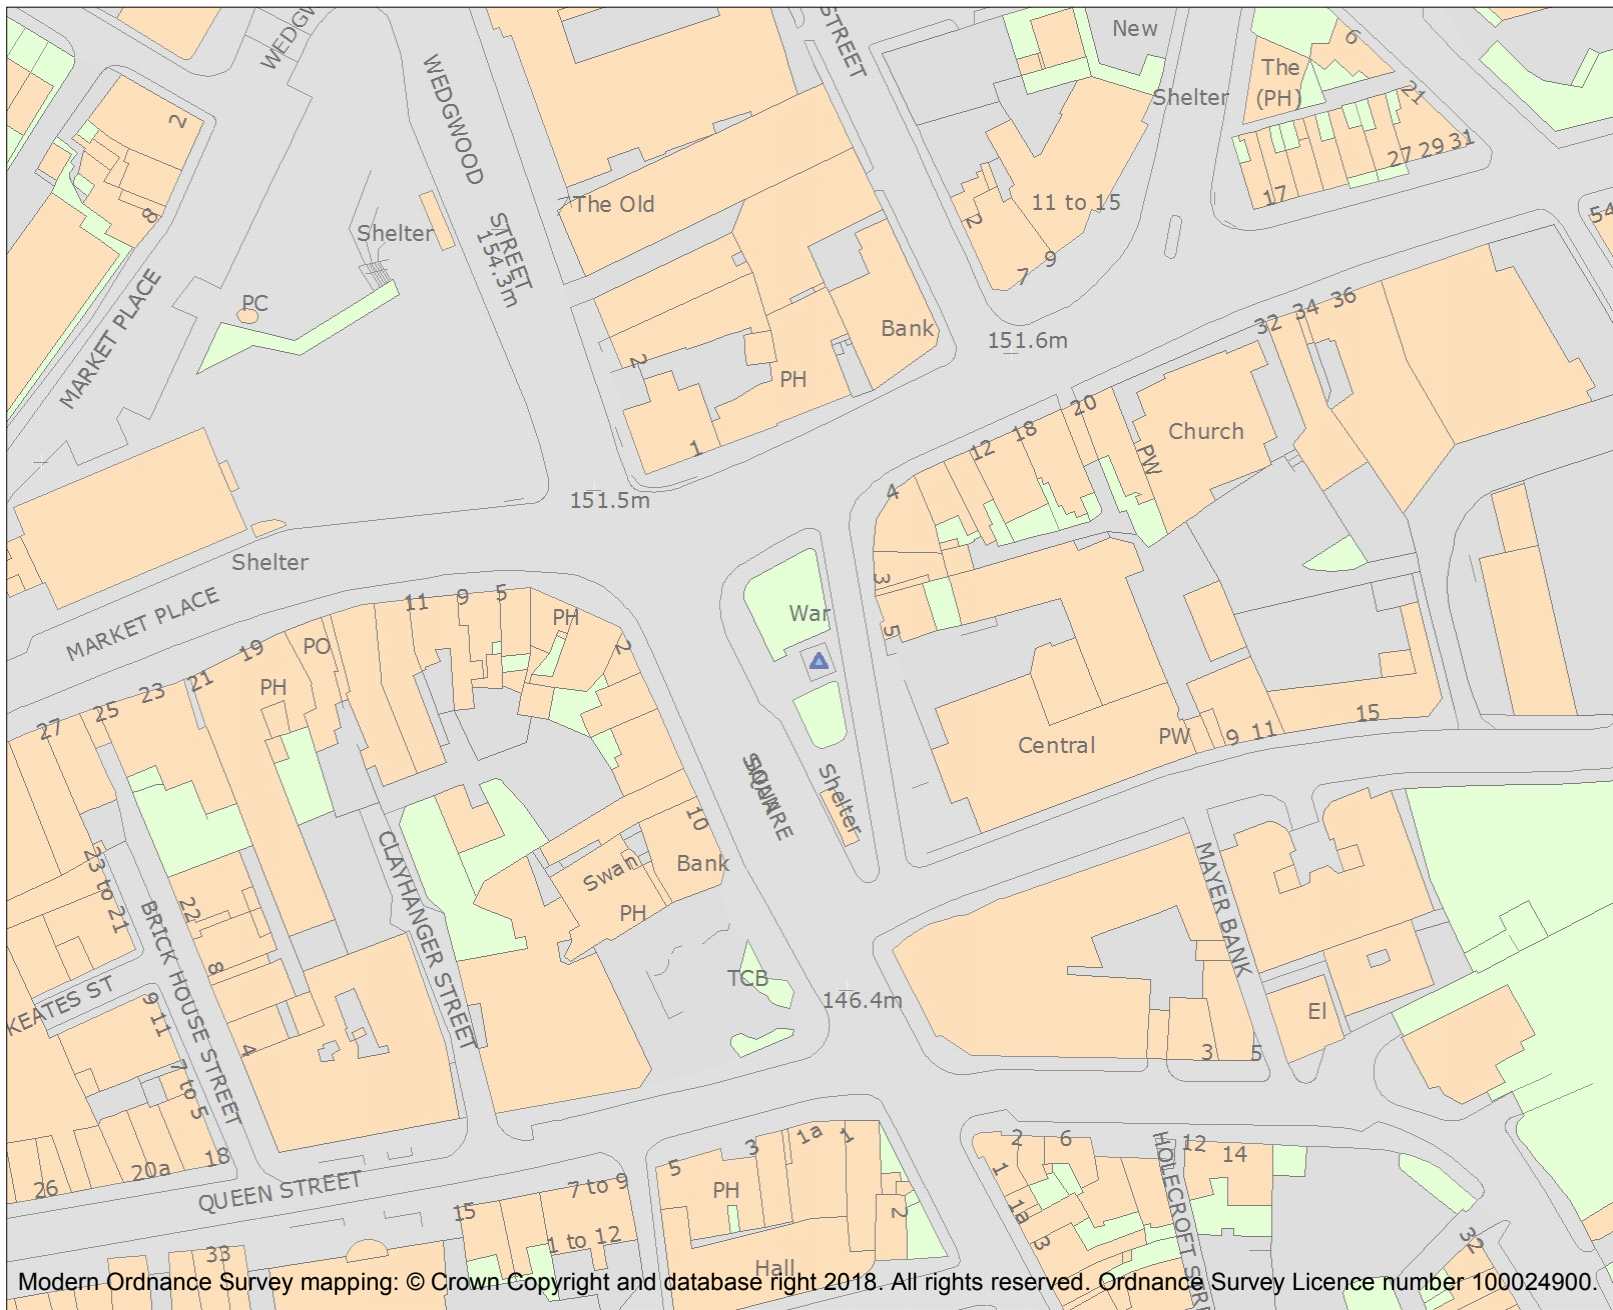 WEDGW
STREET
New
6
The
(PH)
Shelter
21
2
WEDGWOOD STREET
27 29 31
17
8
Shelter
The Old
11 to 15
2
54
154.3m
9
7
PC
MARKET PLACE
32
34
36
Bank
151.6m
2
PH
20
1
12
18
Church
PW
4
151.5m
Shelter
MARKET PLACE
11
9
5
PH
War
3
5
19
PO
2
PH
21
23
25
27
15
Central
PW
9
11
SQUARE
SWAN
Shelter
10
Bank
Swan
PH
23 to 21
CLAYHANGER STREET
MAYER BANK
BRICK HOUSE STREET
22
8
TCB
146.4m
KEATES ST
9 11
El
4
3
5
7 to 5
1a
1
3
5
2
6
12
14
18
20a
26
QUEEN STREET
7 to 9
PH
1
HOLECROFT STRE
15
1a
2
1 to 12
3
32
33
Hall
Modern Ordnance Survey mapping: © Crown Copyright and database right 2018. All rights reserved. Ordnance Survey Licence number 100024900.